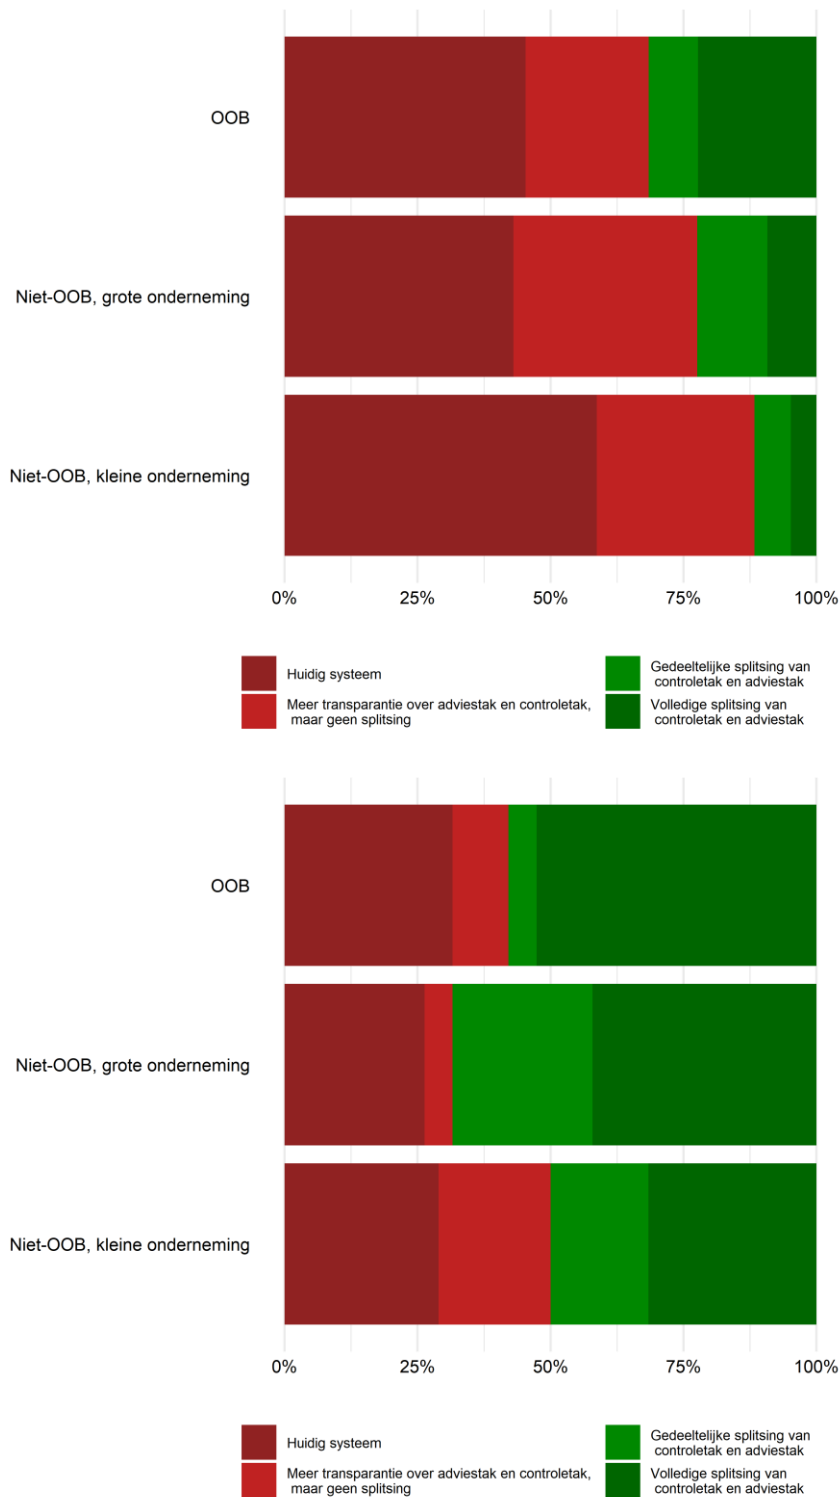 OOB
Niet-OOB, grote onderneming
Niet-OOB, kleine onderneming
0%
25%
50%
75%
100%
Huidig systeem
Meer transparantie over adviestak en controletak,
maar geen splitsing
Gedeeltelijke splitsing van
controletak en adviestak
Volledige splitsing van
controletak en adviestak
OOB
Niet-OOB, grote onderneming
Niet-OOB, kleine onderneming
0%
25%
50%
75%
100%
Huidig systeem
Meer transparantie over adviestak en controletak,
maar geen splitsing
Gedeeltelijke splitsing van
controletak en adviestak
Volledige splitsing van
controletak en adviestak